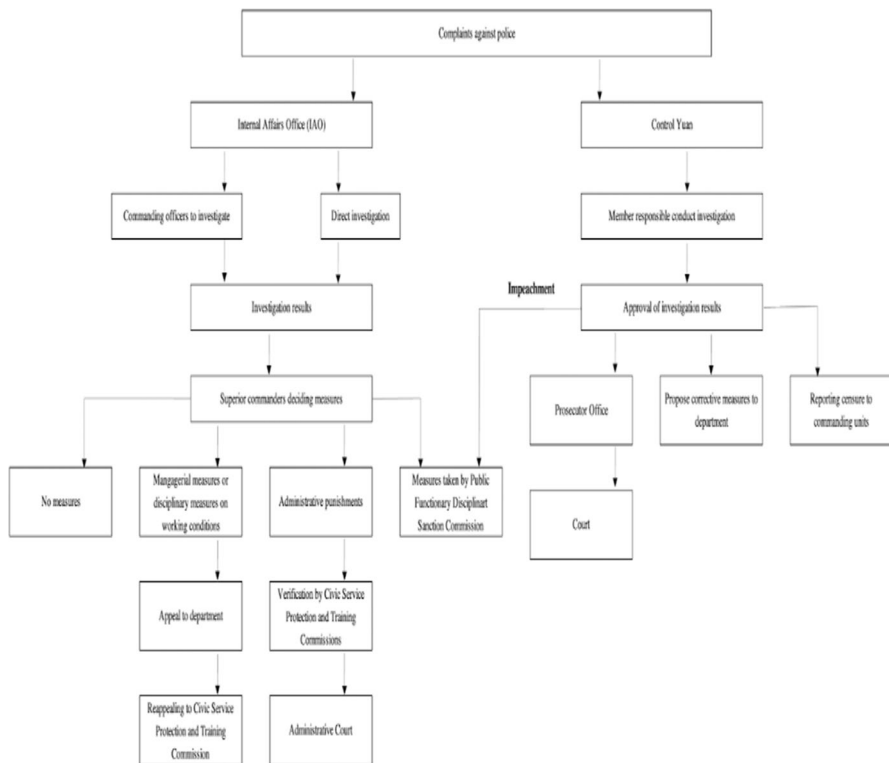 Complaints against police
Internal Affairs Office (IAO)
Control Yuan
Commanding officers to investigate
Direct investigation
Member responsible conduct investigation
Impeachment
Investigation results
Approval of investigation results
Superior commanders deciding measures
Prosecutor Office
Propose corrective measures to
department
Reporting censure to
commanding units
No measures
Mangagerial measures or
disciplinary measures on
working conditions
Administrative punishments
Measures taken by Public
Functionary Disciplinart
Sanction Commission
Court
Appeal to department
Verification by Civic Service
Protection and Training
Commissions
Reappealing to Civic Service
Protection and Training
Commission
Administrative Court